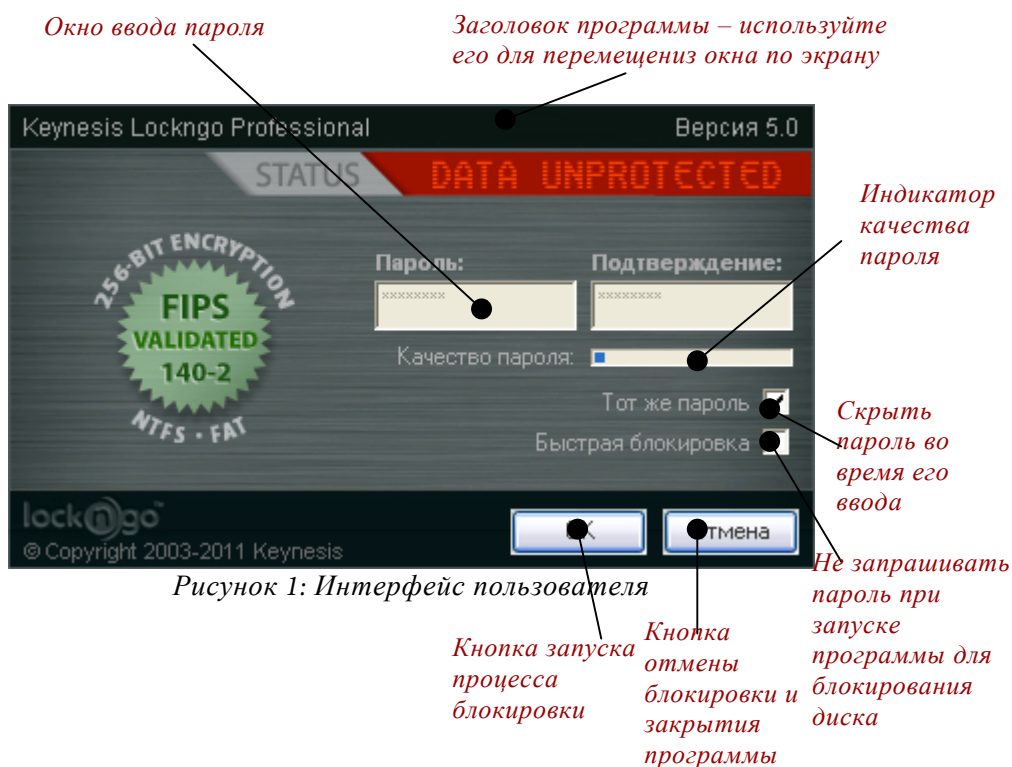 Окно ввода пароля
Заголовок программы – используйте
его для перемещениз окна по экрану
Keynesis Lockngo Professional
Версия 5.0
STATUS
DATA UNPROTECTED
Индикатор
качества
пароля
256-BIT ENCRYPTION
FIPS
VALIDATED
140-2
NTFS · FAT
Пароль:
Подтверждение:
××××××××
××××××××
Качество пароля:
Тот же пароль
Быстрая блокировка
Скрыть
пароль во
время его
ввода
lockngo™
© Copyright 2003-2011 Keynesis
OK
Отмена
Не запрашивать
пароль при
запуске
программы для
блокирования
диска
Рисунок 1: Интерфейс пользователя
Кнопка запуска
процесса
блокировки
Кнопка
отмены
блокировки и
закрытия
программы